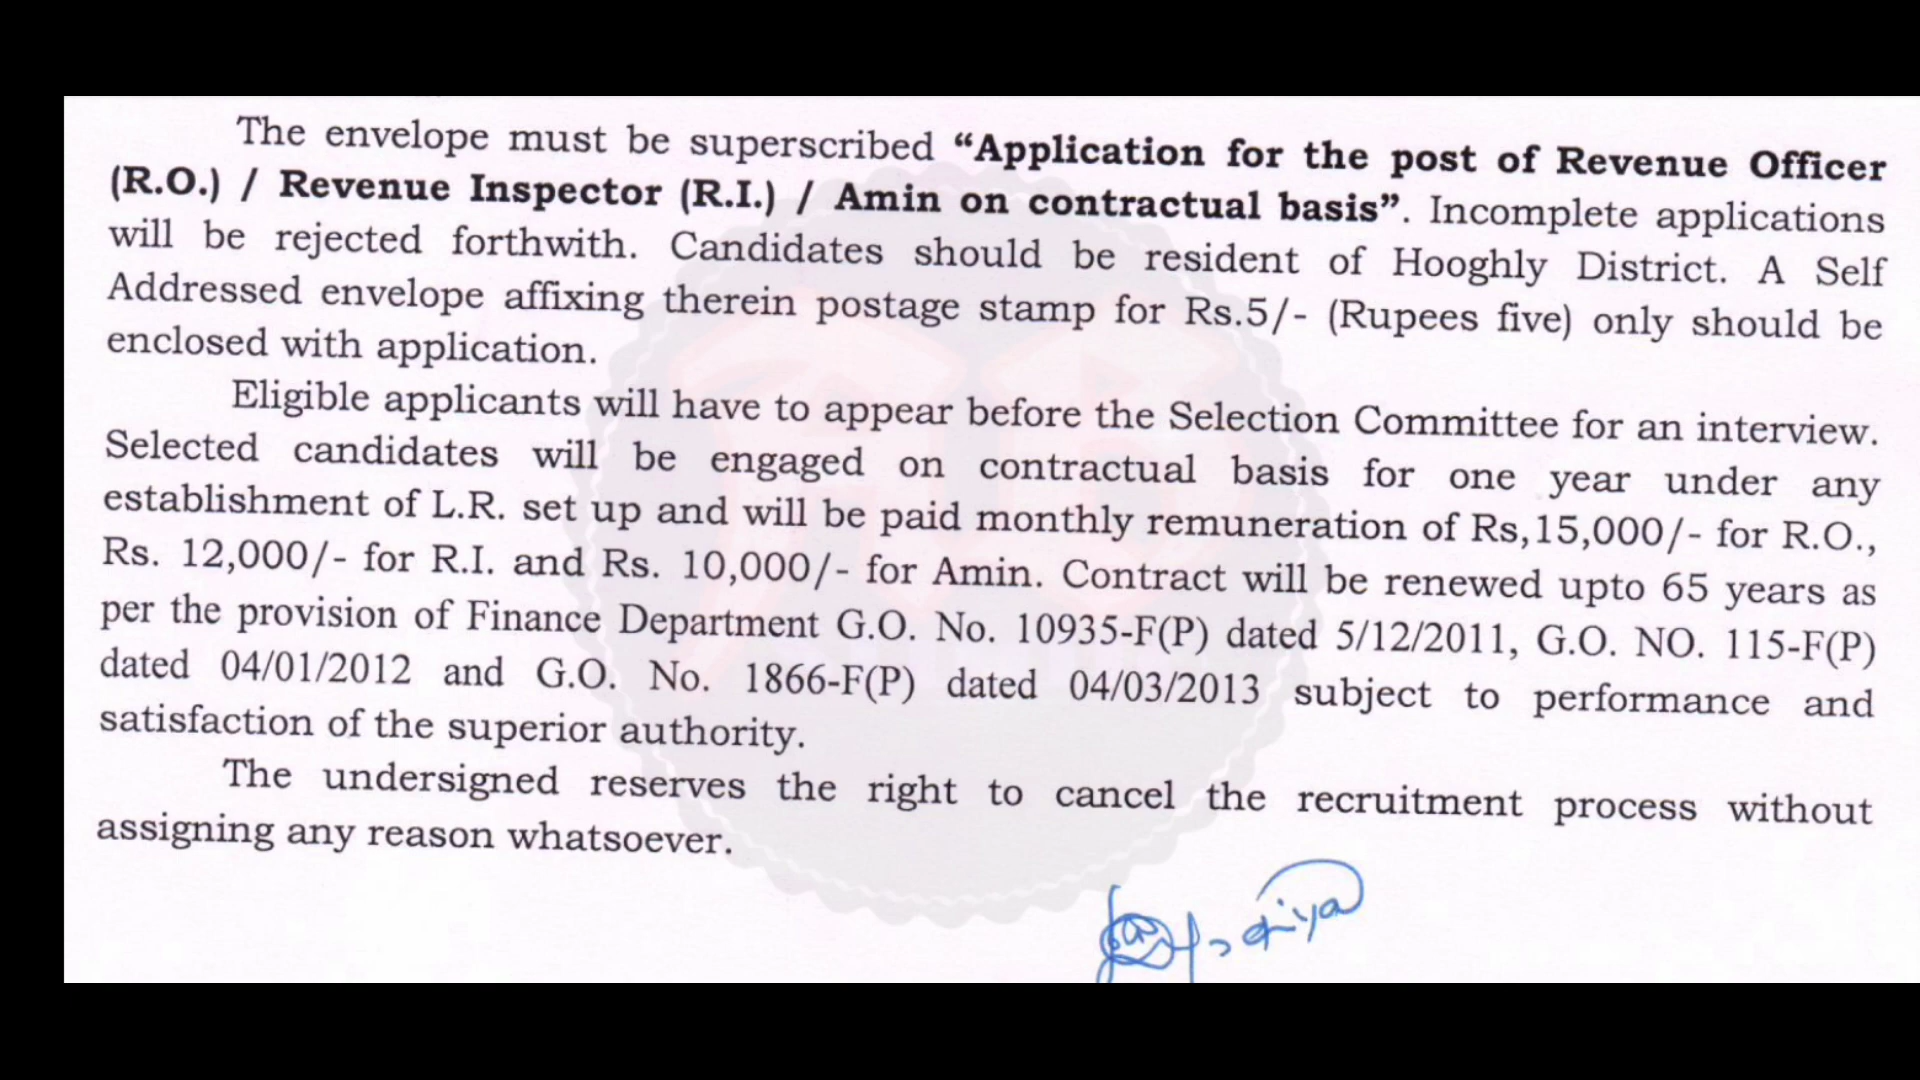 The envelope must be superscribed “Application for the post of Revenue Officer
(R.O.) / Revenue Inspector (R.I.) / Amin on contractual basis”. Incomplete applications
will be rejected forthwith. Candidates should be resident of Hooghly District. A Self
Addressed envelope affixing therein postage stamp for Rs.5/- (Rupees five) only should be
enclosed with application.
Eligible applicants will have to appear before the Selection Committee for an interview.
Selected candidates will be engaged on contractual basis for one year under any
establishment of L.R. set up and will be paid monthly remuneration of Rs,15,000/- for R.O.,
Rs. 12,000/- for R.I. and Rs. 10,000/- for Amin. Contract will be renewed upto 65 years as
per the provision of Finance Department G.O. No. 10935-F(P) dated 5/12/2011, G.O. NO. 115-F(P)
dated 04/01/2012 and G.O. No. 1866-F(P) dated 04/03/2013 subject to performance and
satisfaction of the superior authority.
The undersigned reserves the right to cancel the recruitment process without
assigning any reason whatsoever.